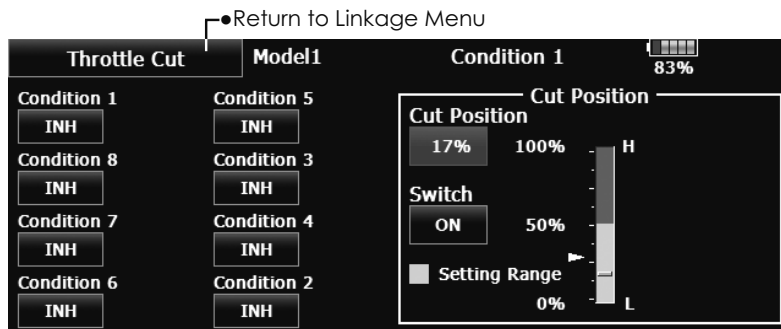 ●Return to Linkage Menu
Throttle Cut Model1 Condition 1 83%
Condition 1 Condition 5
INH INH
Condition 8 Condition 3
INH INH
Condition 7 Condition 4
INH INH
Condition 6 Condition 2
INH INH
Cut Position
Cut Position
17% 100% H
Switch
ON 50%
Setting Range
0% L